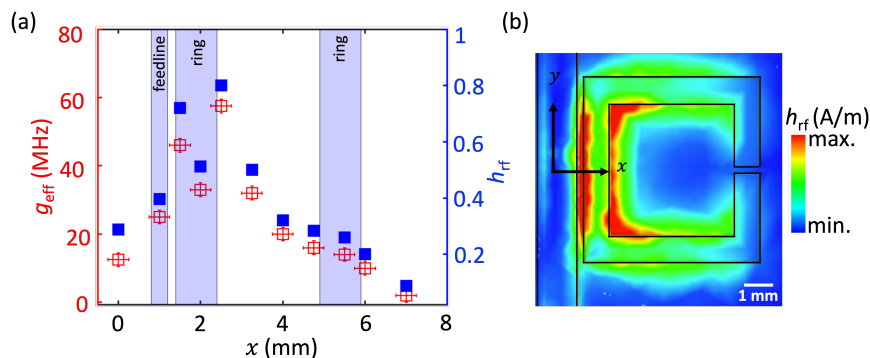 (a)
80
60
40
20
0
g_eff (MHz)
feedline
ring
ring
1
0.8
0.6
0.4
0.2
h_rf
0 2 4 6 8
x (mm)
(b)
y
x
1 mm
h_rf (A/m)
max.
min.